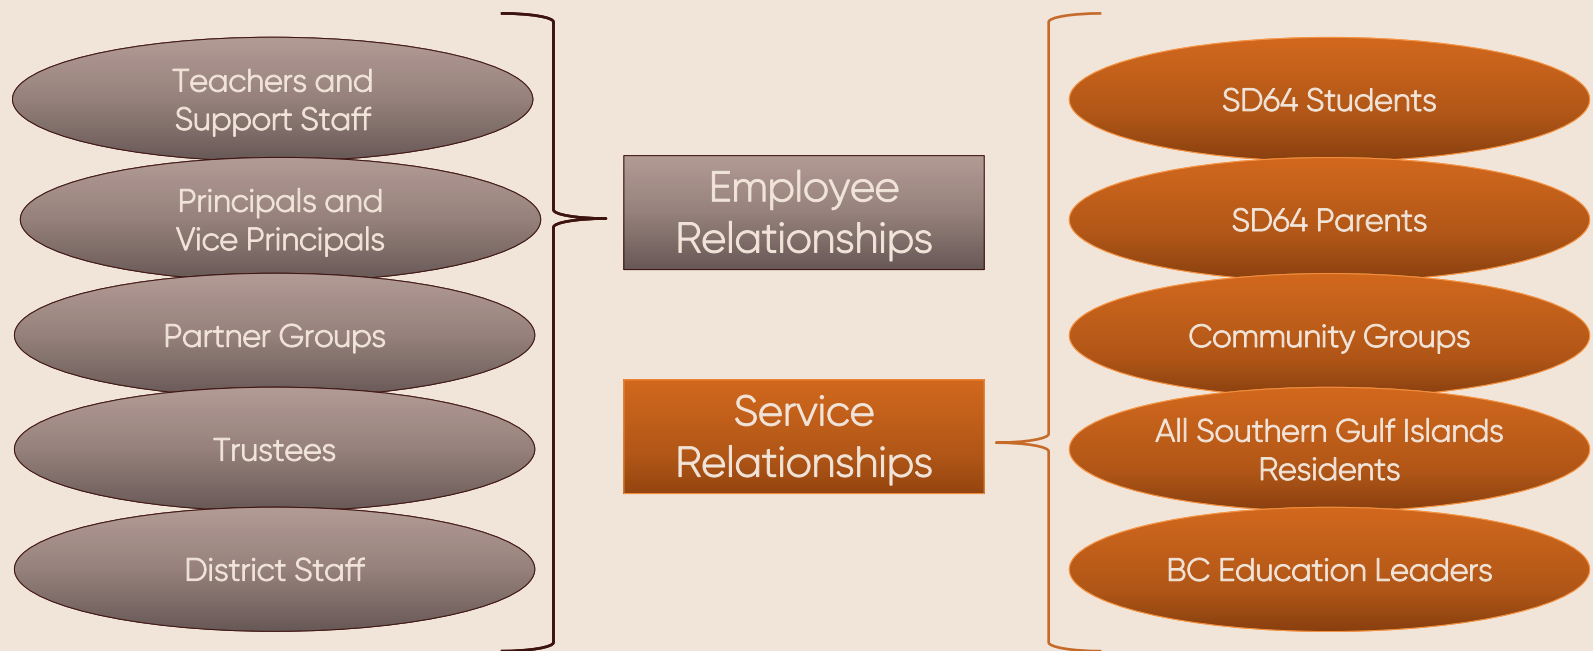 Teachers and
Support Staff
Principals and
Vice Principals
Partner Groups
Trustees
District Staff
Employee
Relationships
Service
Relationships
SD64 Students
SD64 Parents
Community Groups
All Southern Gulf Islands
Residents
BC Education Leaders